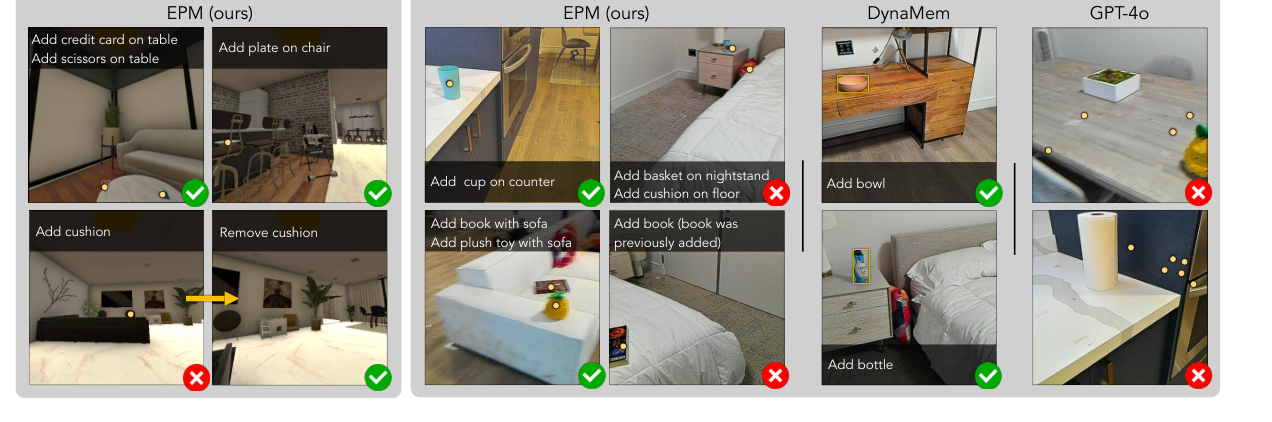 EPM (ours)
Add credit card on table
Add scissors on table
Add plate on chair
Add cushion
Remove cushion
EPM (ours)
Add  cup on counter
Add basket on nightstand
Add cushion on floor
Add book with sofa
Add plush toy with sofa
Add book (book was
previously added)
DynaMem
Add bowl
Add bottle
GPT-4o